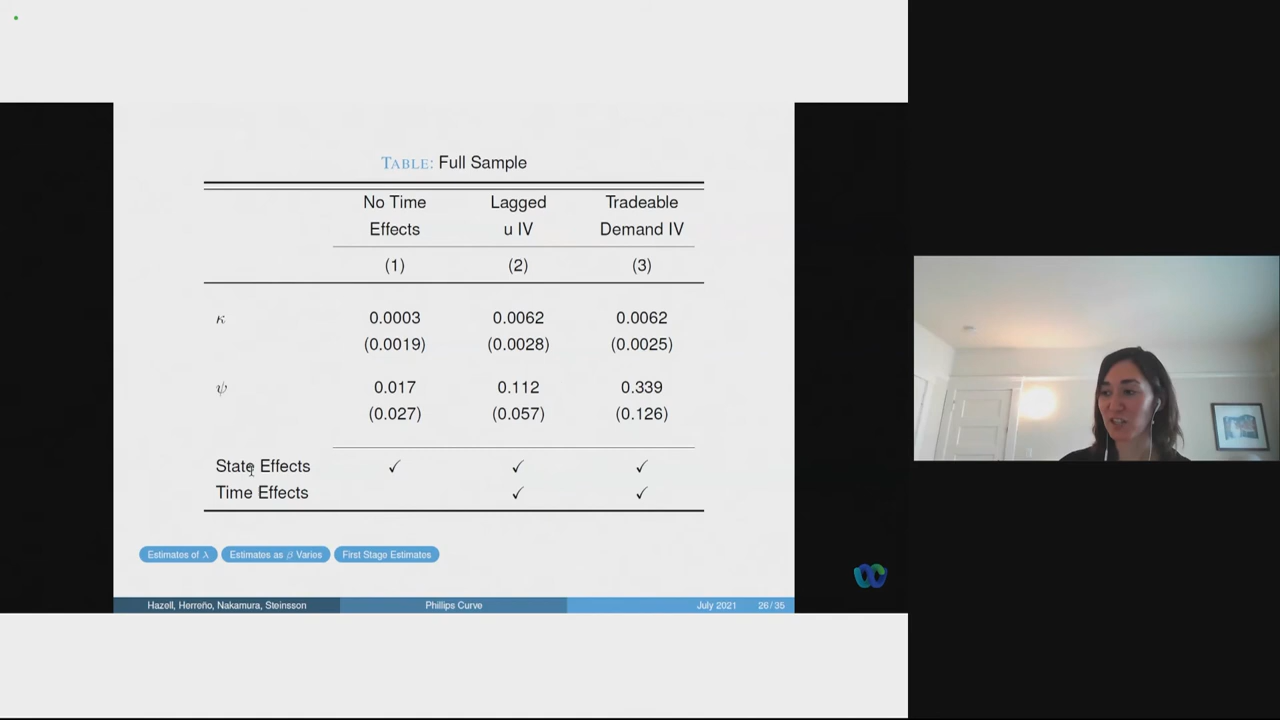 TABLE: Full Sample
No Time Effects Lagged u IV Tradeable Demand IV
(1) (2) (3)
κ 0.0003 0.0062 0.0062
(0.0019) (0.0028) (0.0025)
ψ 0.017 0.112 0.339
(0.027) (0.057) (0.126)
State Effects ✓ ✓ ✓
Time Effects ✓ ✓
Estimates of λ Estimates as β Varies First Stage Estimates
Hazell, Herreño, Nakamura, Steinsson Phillips Curve July 2021 26 / 35